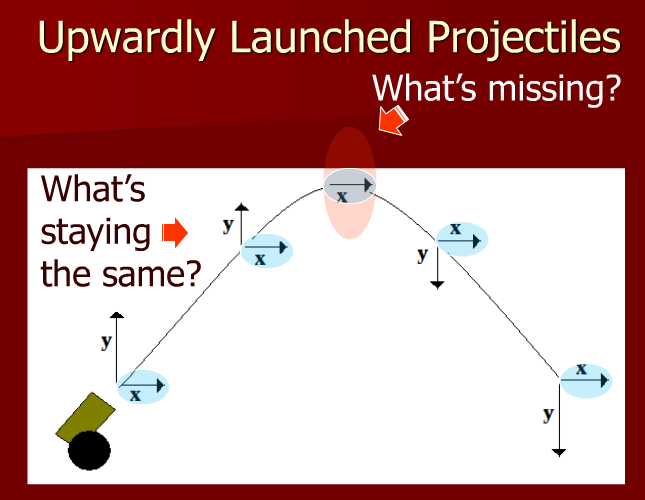 Upwardly Launched Projectiles
What's missing?
What's
staying
the same?
x
y
x
x
y
y
x
y
x
x
y